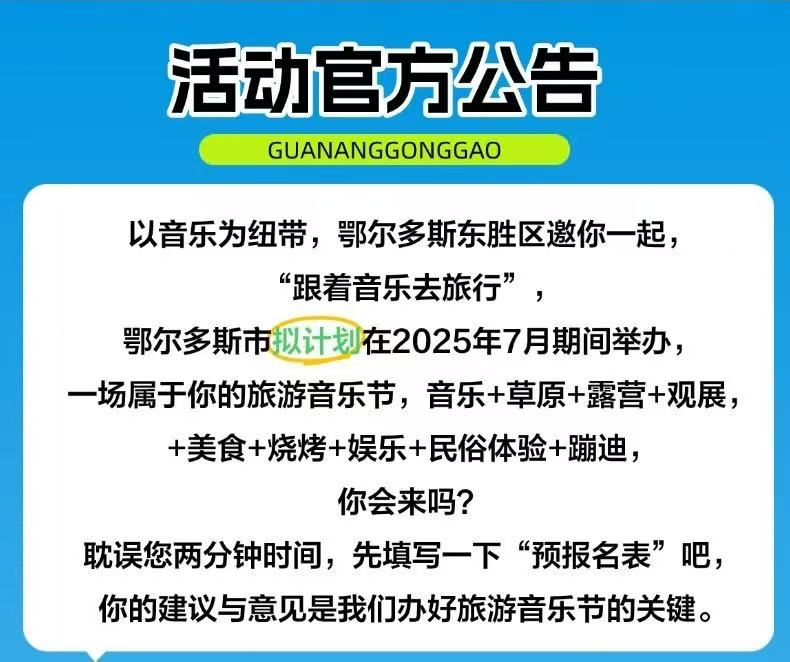 活动官方公告
GUANANGGONGGAO
以音乐为纽带，鄂尔多斯东胜区邀你一起，
“跟着音乐去旅行”，
鄂尔多斯市拟计划在2025年7月期间举办，
一场属于你的旅游音乐节，音乐+草原+露营+观展，
+美食+烧烤+娱乐+民俗体验+蹦迪，
你会来吗？
耽误您两分钟时间，先填写一下“预报名表”吧，
你的建议与意见是我们办好旅游音乐节的关键。